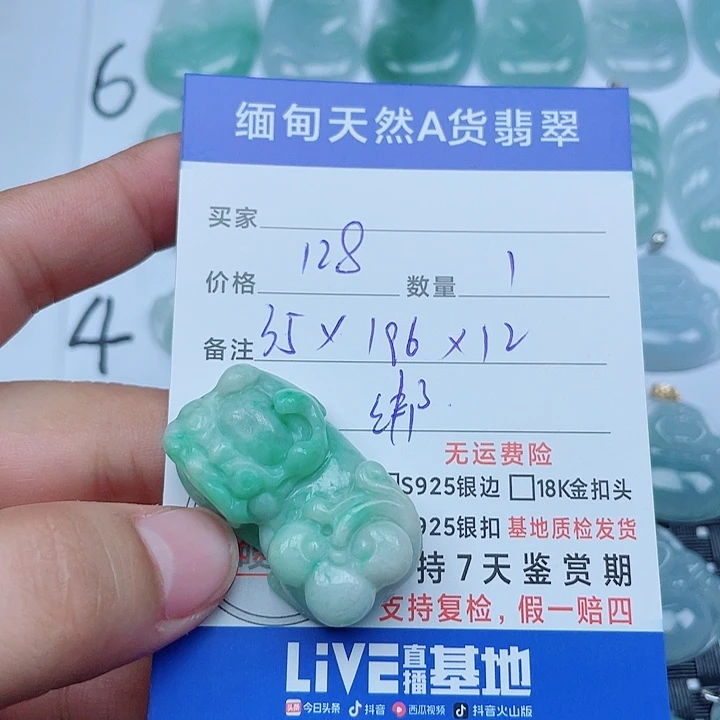 6
缅甸天然A货翡翠
买家
价格 128 数量 1
4
备注 35×196×12
绑
无运费险
S925银边 □18K金扣头
925银扣 基地质检发货
持7天鉴赏期
支持复检，假一赔四
LiVE直播基地
头条 今日头条 抖音 西瓜视频 抖音火山版